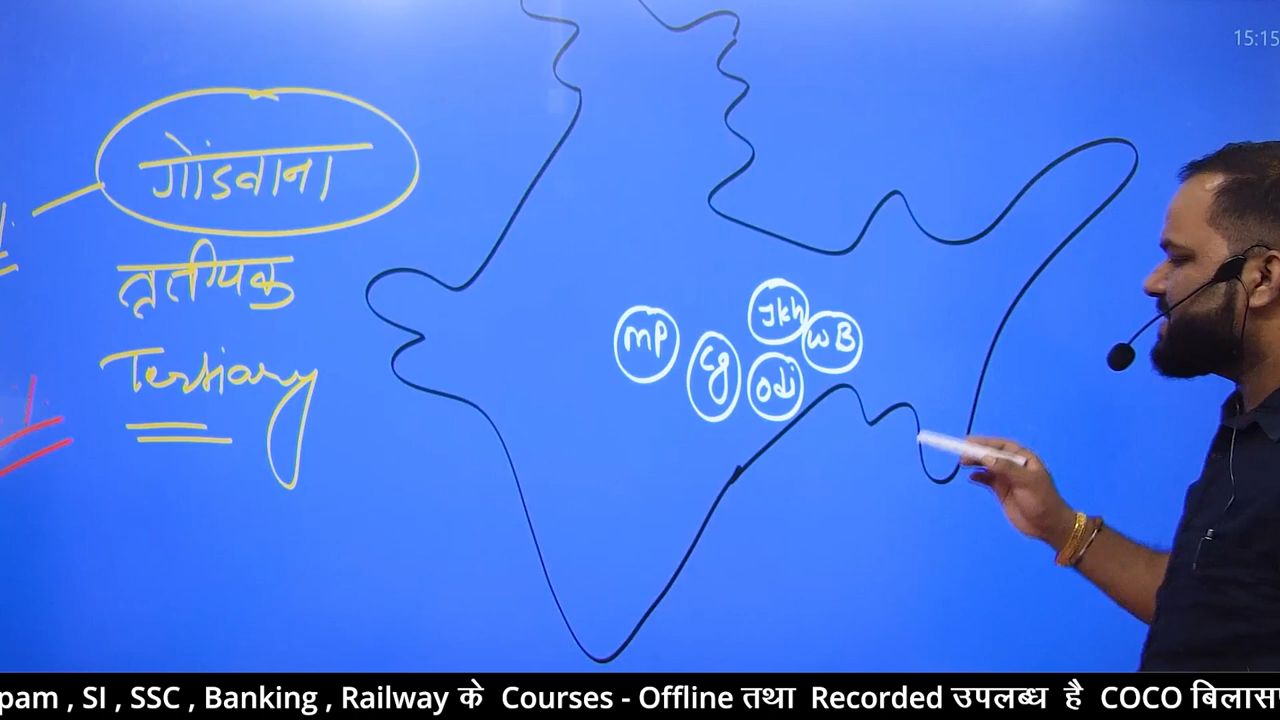 15:15
गोंडवाना
तृतीयक
Tertiary
MP
Cg
Jkh
WB
odi
pam , SI , SSC , Banking , Railway के Courses - Offline तथा Recorded उपलब्ध है COCO बिलास